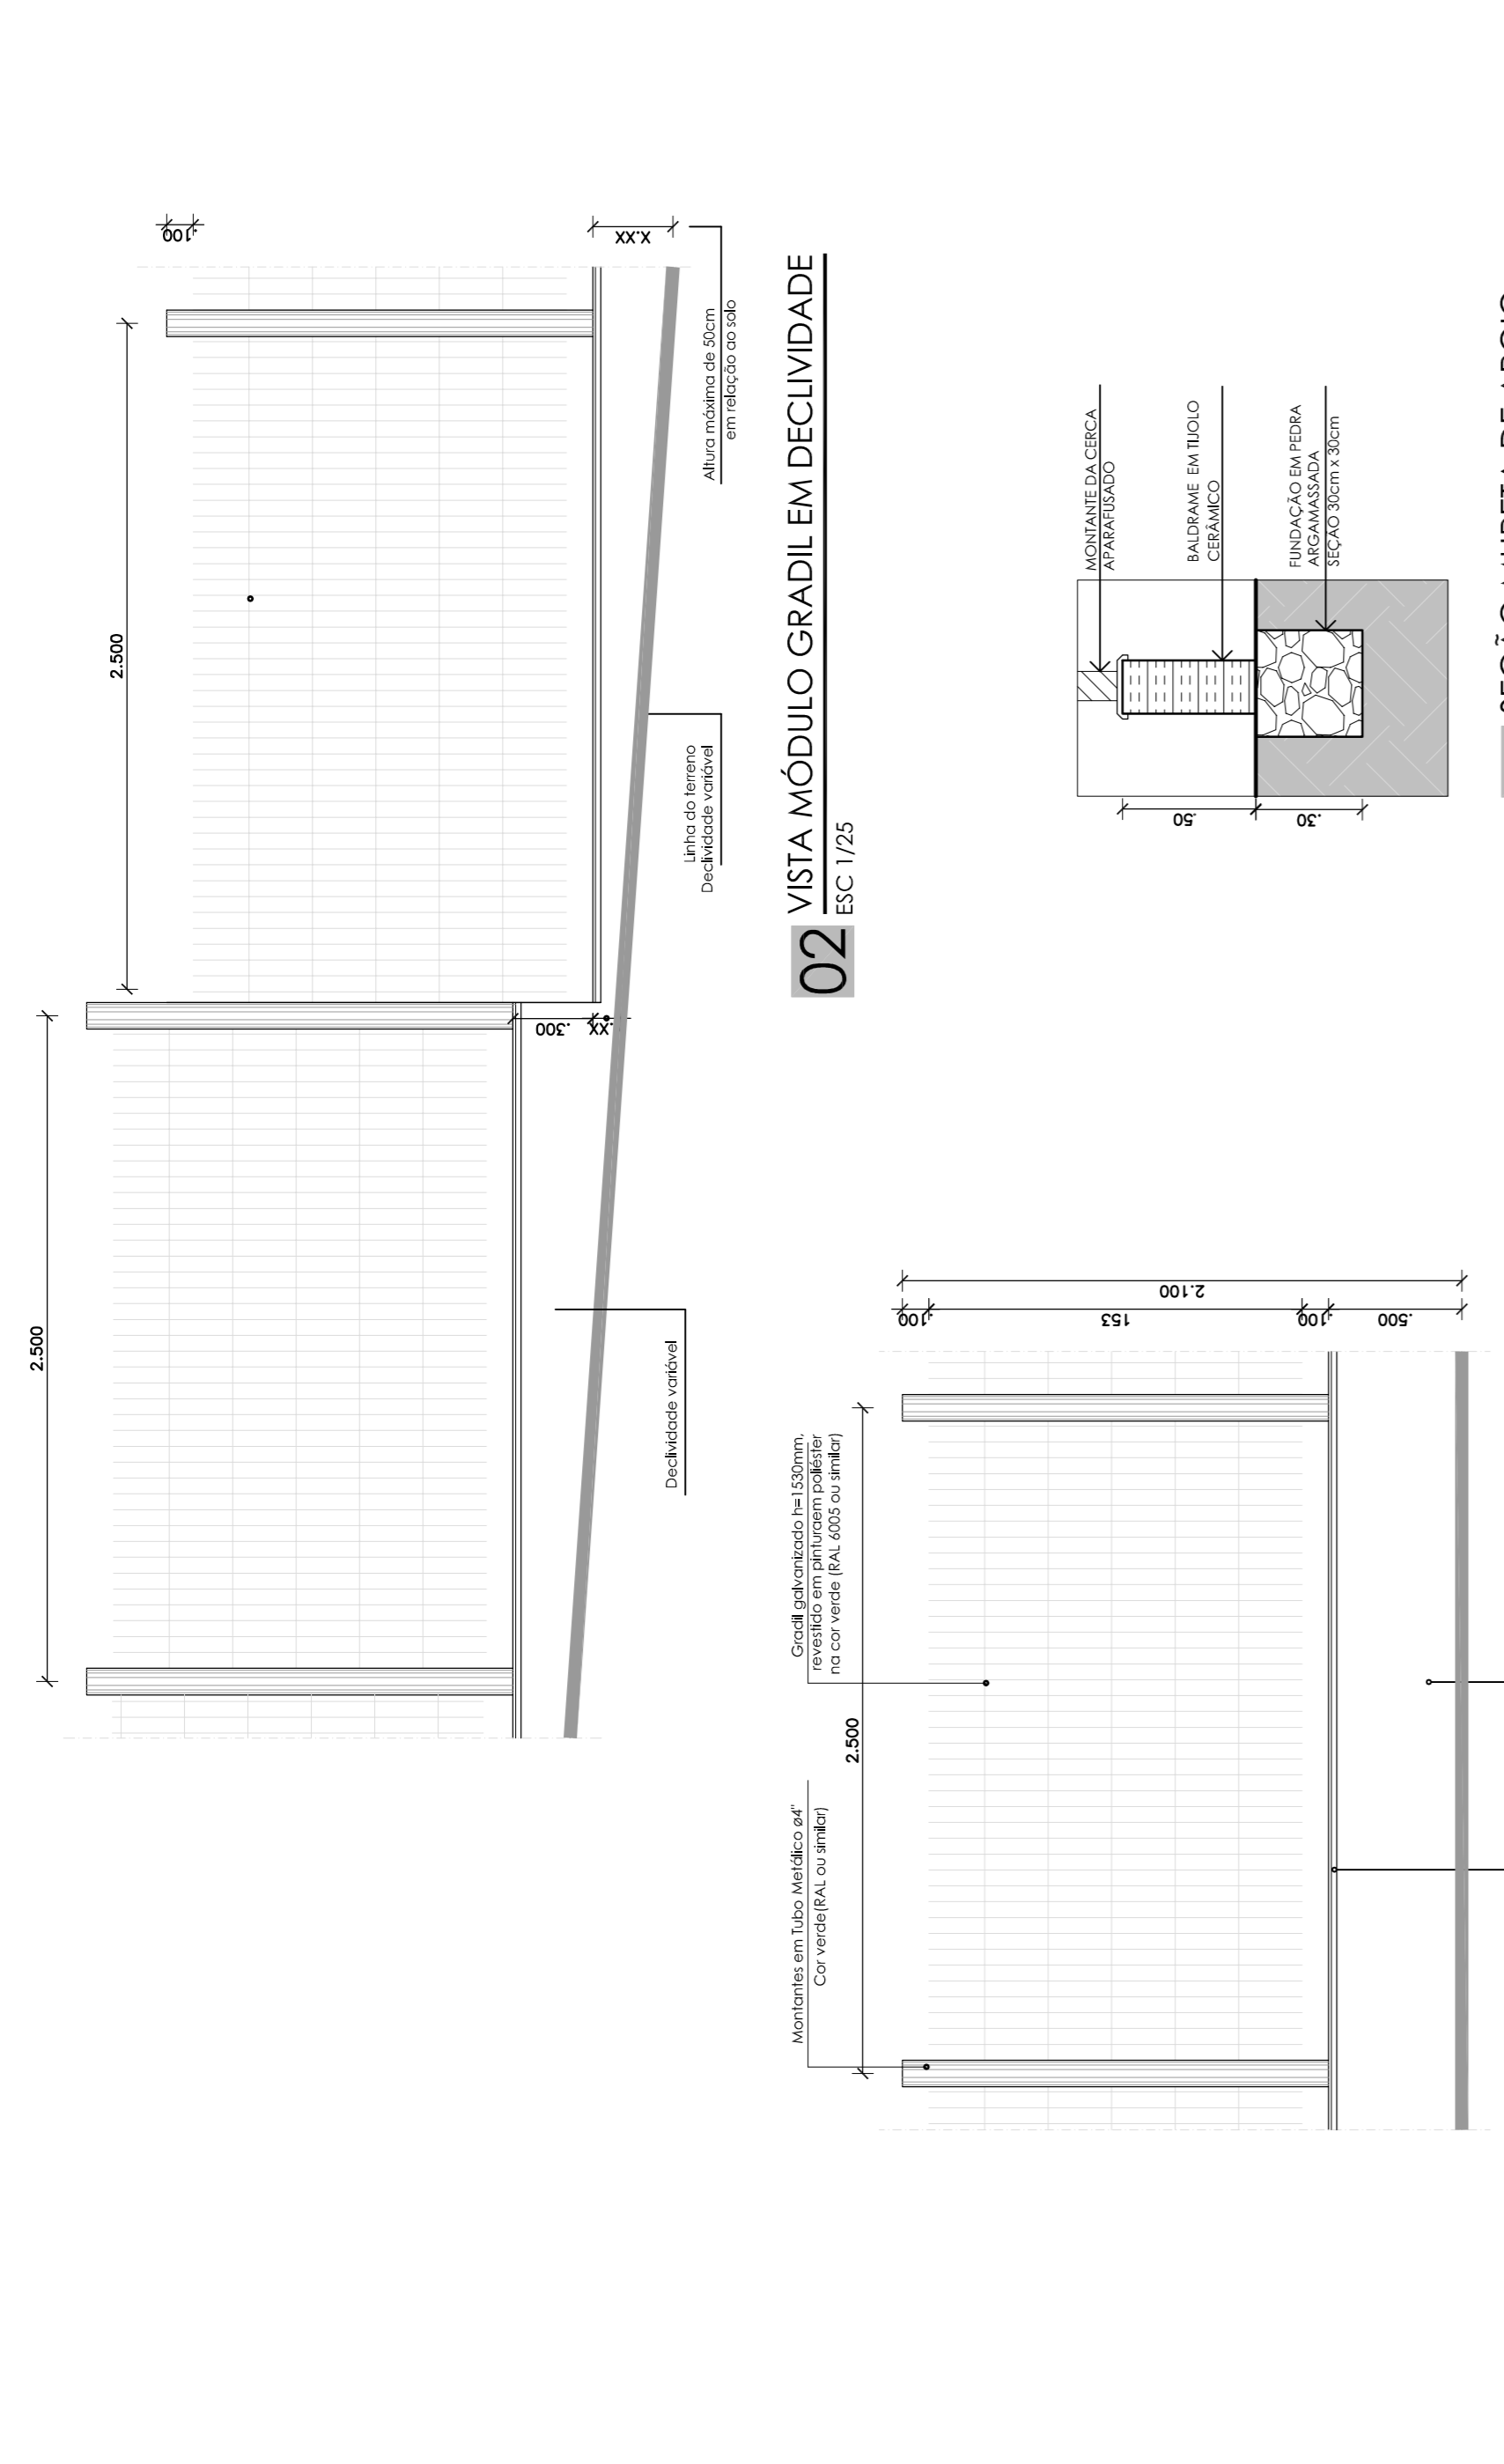 2.500
2.500
.100
X.XX
.300
.XX
Altura máxima de 50cm
em relação ao solo
Linha do terreno
Declividade variável
Declividade variável
02
VISTA MÓDULO GRADIL EM DECLIVIDADE
ESC 1/25
MONTANTE DA CERCA
APARAFUSADO
BALDRAME EM TIJOLO
CERÂMICO
FUNDAÇÃO EM PEDRA
ARGAMASSADA
SEÇÃO 30cm x 30cm
.50
.30
Montantes em Tubo Metálico ø4"
Cor verde(RAL ou similar)
Gradil galvanizado h=1530mm,
revestido em pinturaem poliéster
na cor verde (RAL 6005 ou similar)
2.500
.100
153
.100
.500
2.100